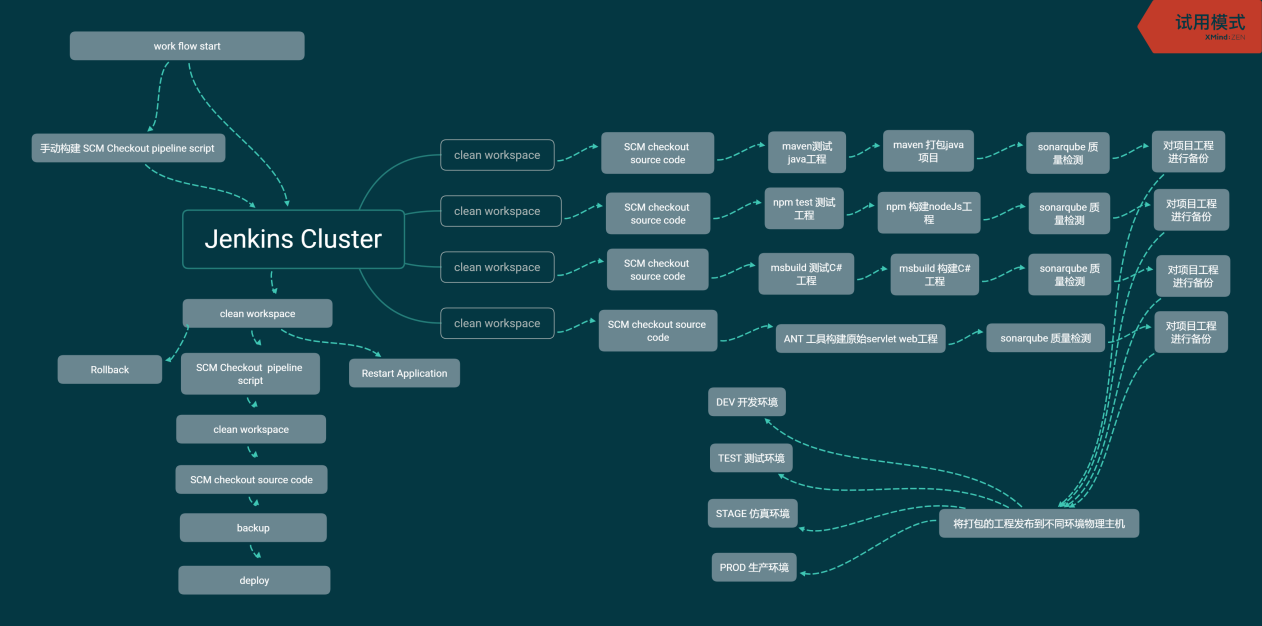 试用模式
XMind:ZEN
work flow start
手动构建 SCM Checkout pipeline script
Jenkins Cluster
clean workspace
SCM checkout
source code
maven测试
java工程
maven 打包java
项目
sonarqube 质
量检测
对项目工程
进行备份
clean workspace
SCM checkout
source code
npm test 测试
工程
npm 构建nodeJs工
程
sonarqube 质
量检测
对项目工程
进行备份
clean workspace
SCM checkout
source code
msbuild 测试C#
工程
msbuild 构建C#
工程
sonarqube 质
量检测
对项目工程
进行备份
clean workspace
SCM checkout source
code
ANT 工具构建原始servlet web工程
sonarqube 质量检测
对项目工程
进行备份
clean workspace
Rollback
SCM Checkout pipeline
script
Restart Application
clean workspace
SCM checkout source code
backup
deploy
DEV 开发环境
TEST 测试环境
STAGE 仿真环境
PROD 生产环境
将打包的工程发布到不同环境物理主机